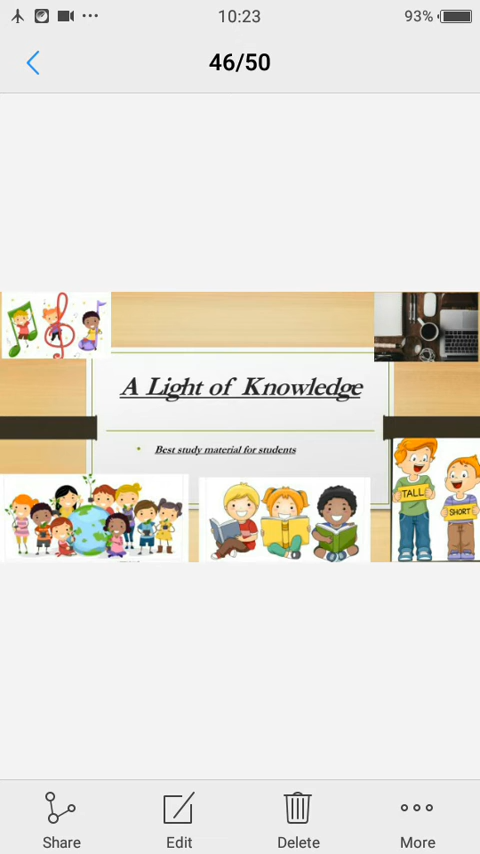 10:23
93%
46/50
A Light of Knowledge
• Best study material for students
TALL
SHORT
Share
Edit
Delete
More